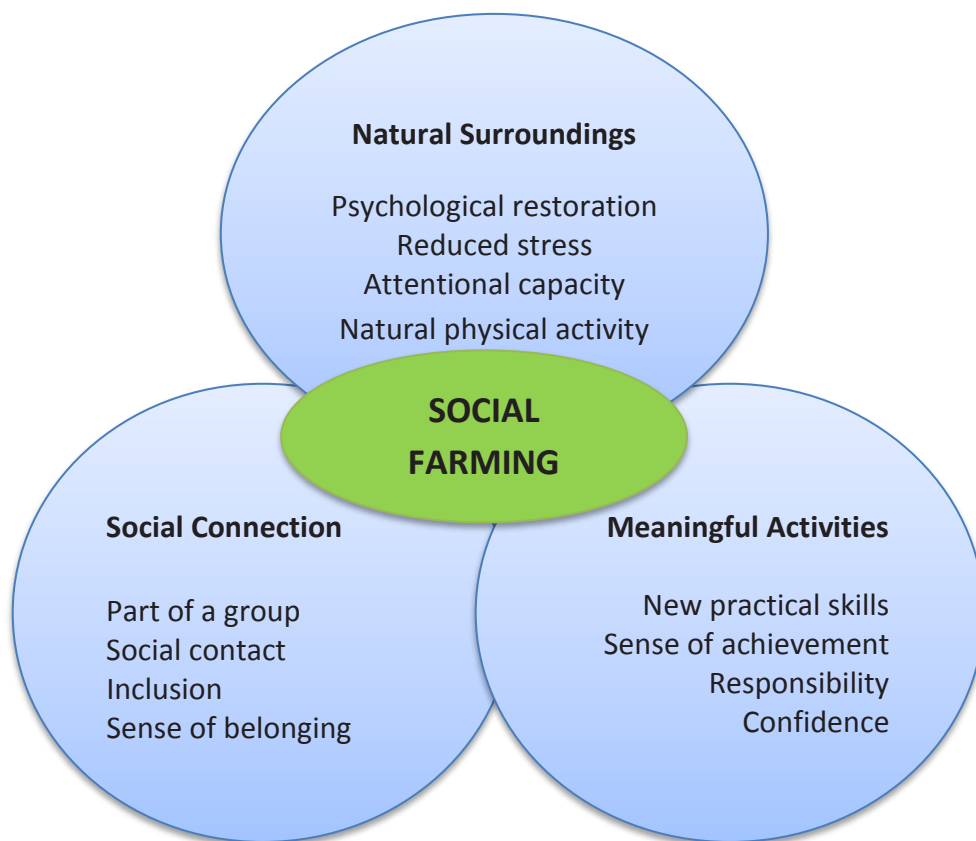 Natural Surroundings
Psychological restoration
Reduced stress
Attentional capacity
Natural physical activity
SOCIAL
FARMING
Social Connection
Part of a group
Social contact
Inclusion
Sense of belonging
Meaningful Activities
New practical skills
Sense of achievement
Responsibility
Confidence